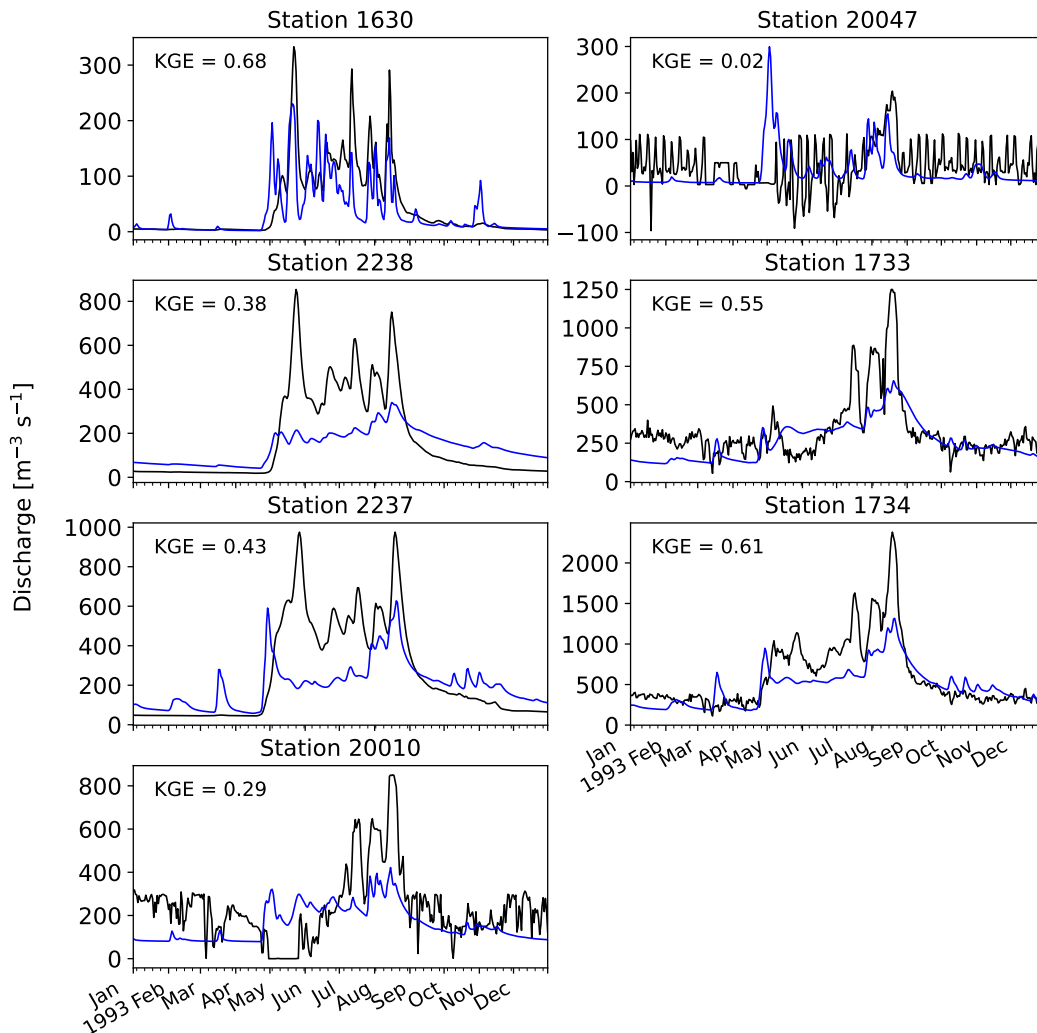 Station 1630
KGE = 0.68
300
200
100
0
Station 20047
KGE = 0.02
300
200
100
0
−100
Station 2238
KGE = 0.38
800
600
400
200
0
Station 1733
KGE = 0.55
1250
1000
750
500
250
0
Discharge [m⁻³ s⁻¹]
Station 2237
KGE = 0.43
1000
800
600
400
200
0
Station 1734
KGE = 0.61
2000
1500
1000
500
0
Jan
1993 Feb
Mar
Apr
May
Jun
Jul
Aug
Sep
Oct
Nov
Dec
Station 20010
KGE = 0.29
800
600
400
200
0
Jan
1993 Feb
Mar
Apr
May
Jun
Jul
Aug
Sep
Oct
Nov
Dec